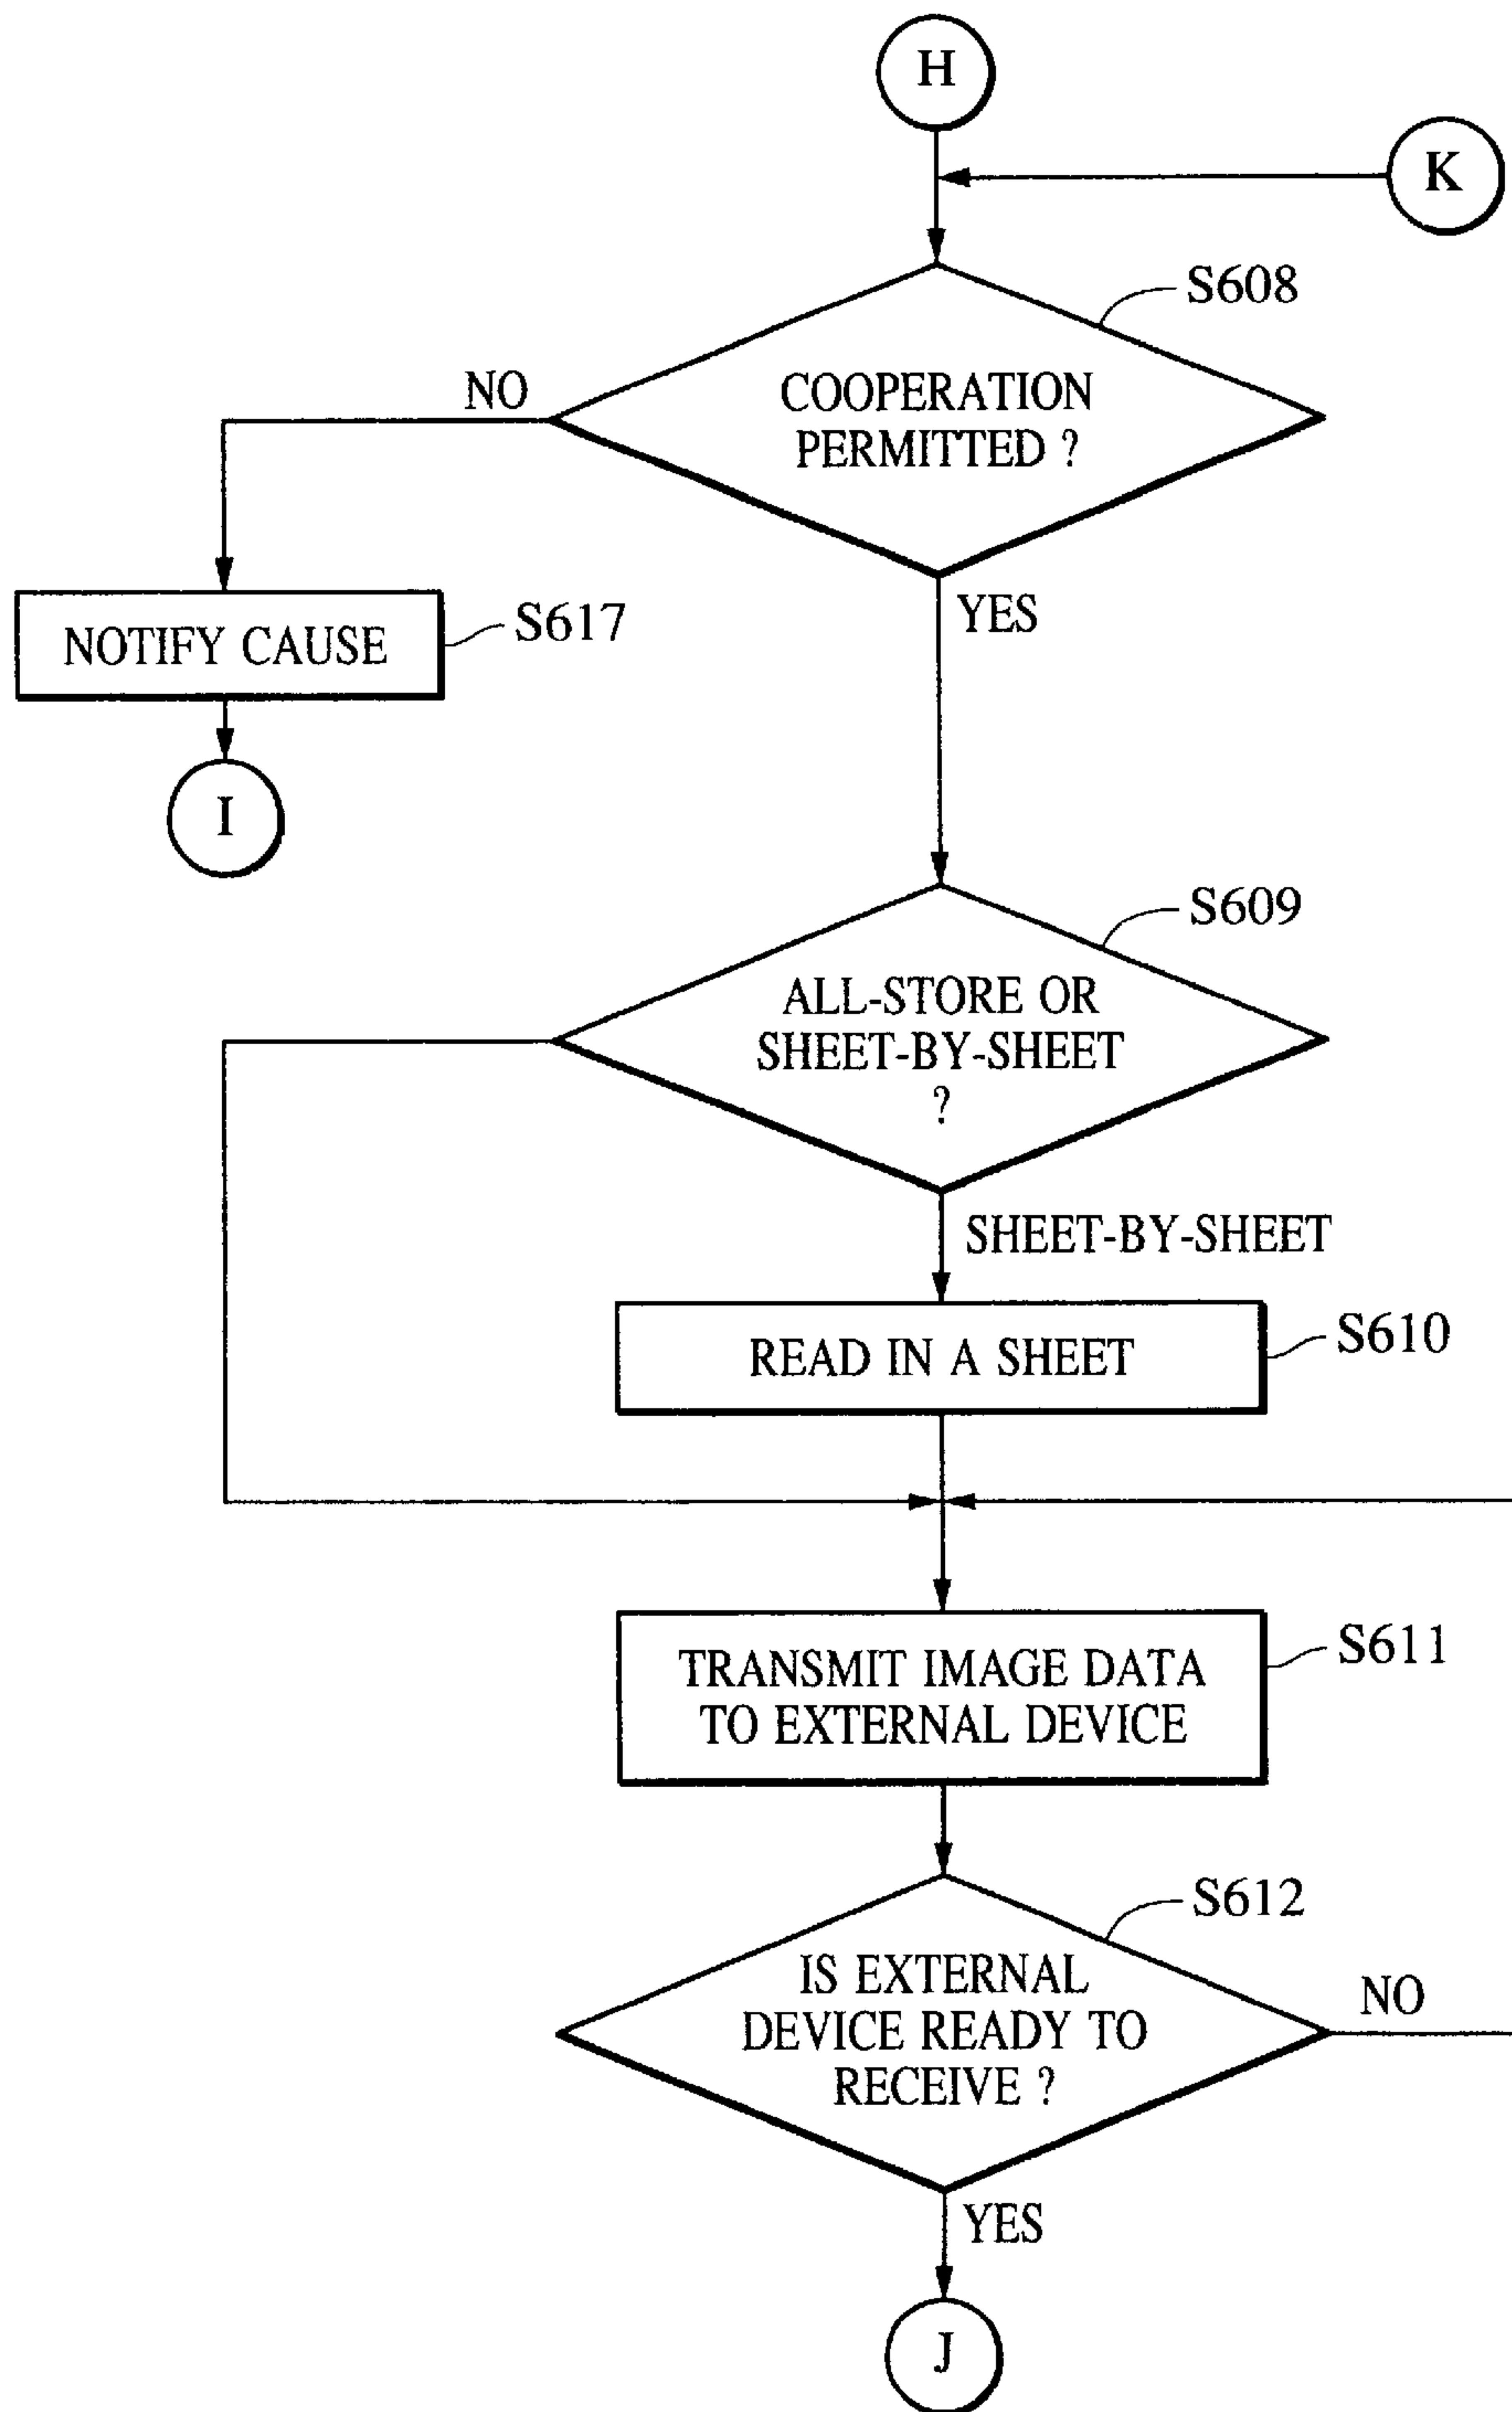 H
K
S608
NO
COOPERATION
PERMITTED ?
YES
NOTIFY CAUSE
S617
I
S609
ALL-STORE OR
SHEET-BY-SHEET
?
SHEET-BY-SHEET
READ IN A SHEET
S610
TRANSMIT IMAGE DATA
TO EXTERNAL DEVICE
S611
S612
IS EXTERNAL
DEVICE READY TO
RECEIVE ?
NO
YES
J